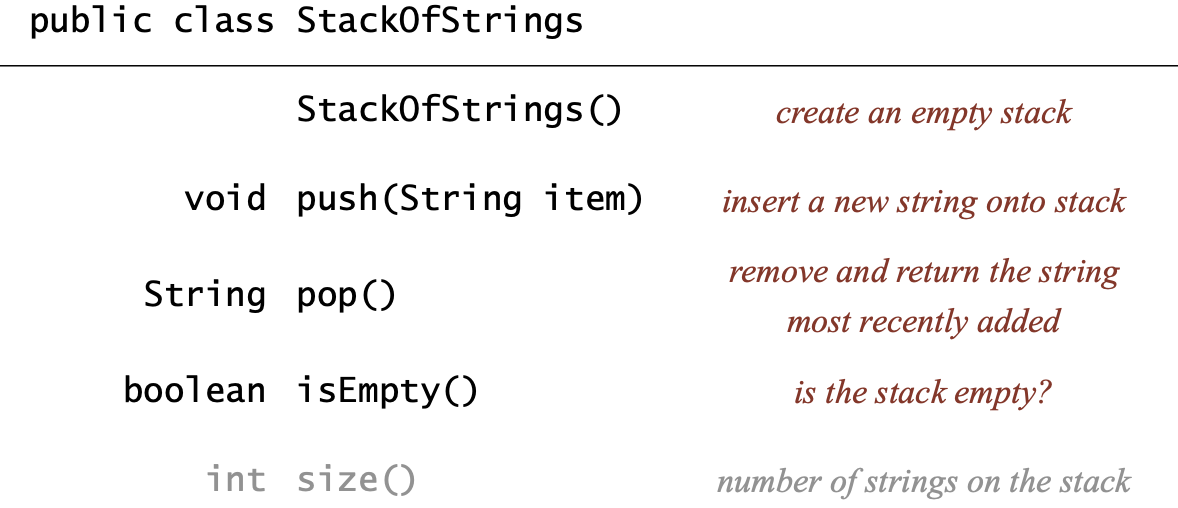 public class StackOfStrings
StackOfStrings() create an empty stack
void push(String item) insert a new string onto stack
String pop() remove and return the string
most recently added
boolean isEmpty() is the stack empty?
int size() number of strings on the stack